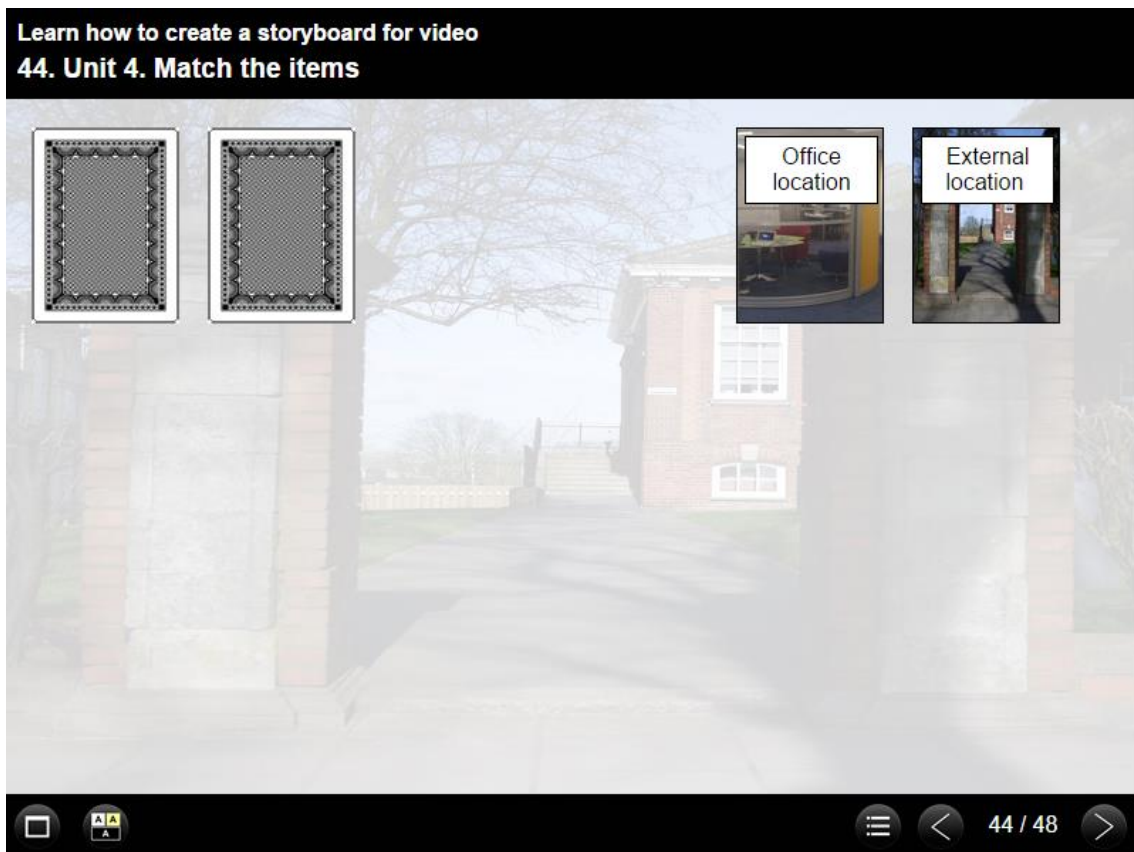 Learn how to create a storyboard for video
44. Unit 4. Match the items
Office
location
External
location
A A
A
44 / 48